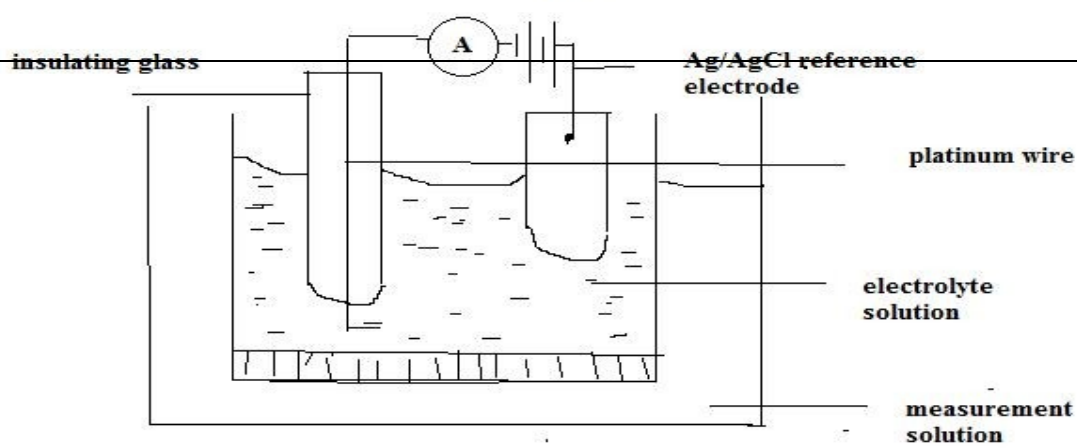 A
insulating glass
Ag/AgCl reference
electrode
platinum wire
electrolyte
solution
measurement
solution